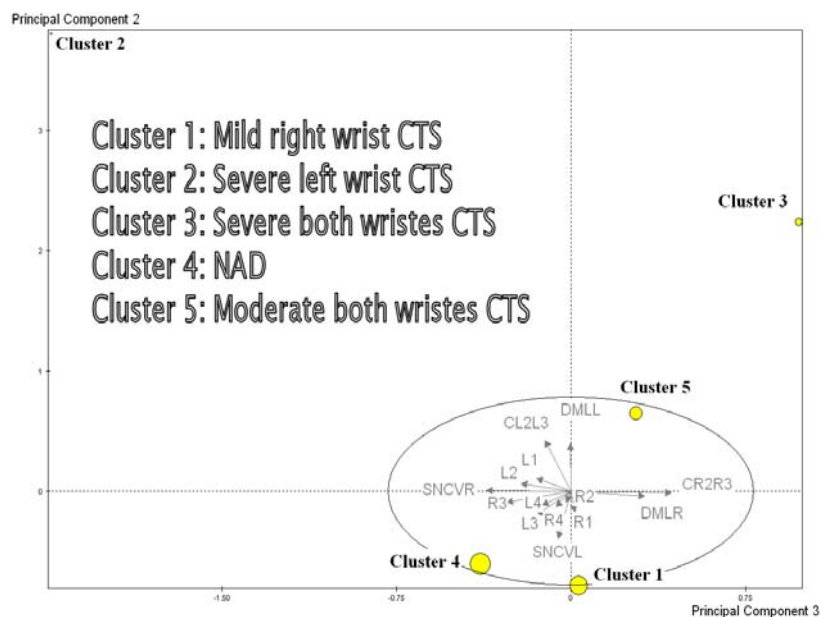 Principal Component 2
Cluster 2
Cluster 1: Mild right wrist CTS
3
Cluster 2: Severe left wrist CTS
Cluster 3: Severe both wristes CTS
Cluster 3
2
Cluster 4: NAD
Cluster 5: Moderate both wristes CTS
1
Cluster 5
DMLL
CL2L3
L1
L2
SNCVR
CR2R3
0
R3
L4
R2
DMLR
L3
R4
R1
SNCVL
Cluster 4
Cluster 1
-1.50
-0.75
0
0.75
Principal Component 3